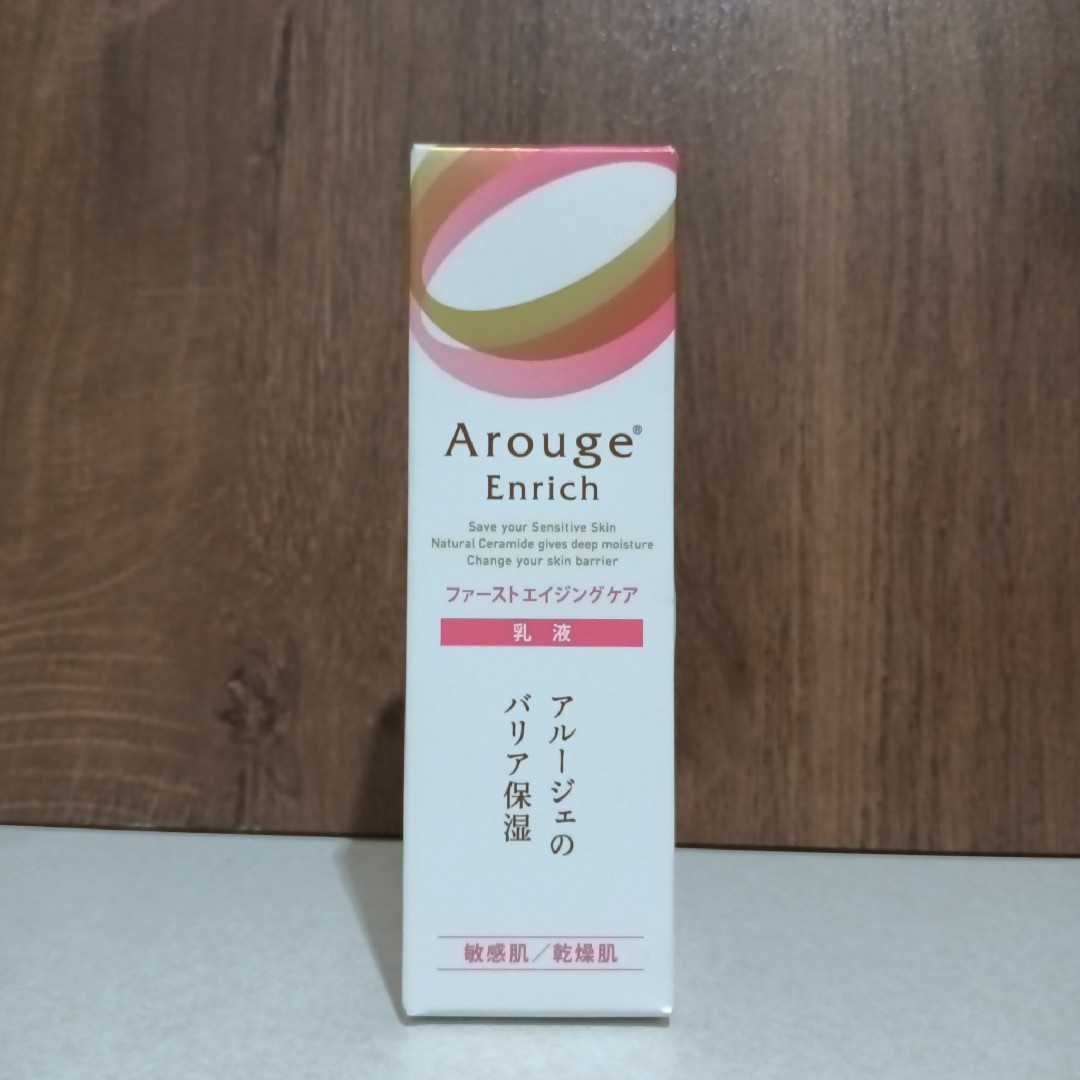 Arouge®
Enrich
Save your Sensitive Skin
Natural Ceramide gives deep moisture
Change your skin barrier
ファーストエイジングケア
乳 液
アルージェの
バリア保湿
敏感肌／乾燥肌